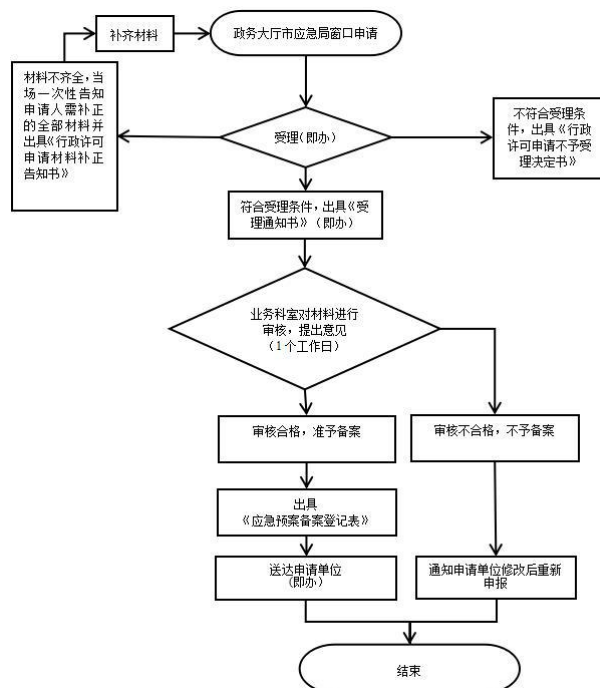 补齐材料
政务大厅市应急局窗口申请
材料不齐全，当
场一次性告知
申请人需补正
的全部材料并
出具《行政许可
申请材料补正
告知书》
受理（即办）
不符合受理条
件，出具《行政
许可申请不予受
理决定书》
符合受理条件，出具《受
理通知书》（即办）
业务科室对材料进行
审核，提出意见
（1个工作日）
审核合格，准予备案
审核不合格，不予备案
出具
《应急预案备案登记表》
送达申请单位
（即办）
通知申请单位修改后重新
申报
结束